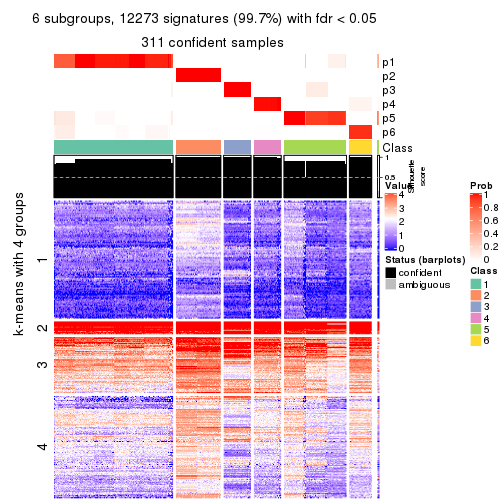 6 subgroups, 12273 signatures (99.7%) with fdr < 0.05
311 confident samples
p1
p2
p3
p4
p5
p6
Class
1
0.5
Silhouette
score
k-means with 4 groups
1
2
3
4
Value
4
3
2
1
0
Status (barplots)
confident
ambiguous
Prob
1
0.8
0.6
0.4
0.2
0
Class
1
2
3
4
5
6